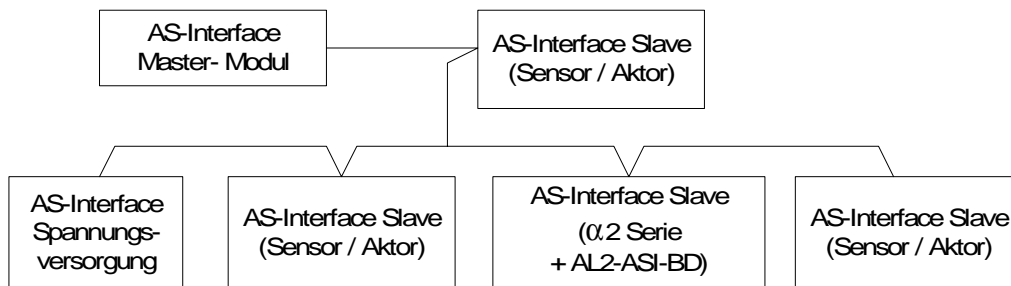 AS-Interface
Master- Modul
AS-Interface Slave
(Sensor / Aktor)
AS-Interface
Spannungs-
versorgung
AS-Interface Slave
(Sensor / Aktor)
AS-Interface Slave
(α2 Serie
+ AL2-ASI-BD)
AS-Interface Slave
(Sensor / Aktor)